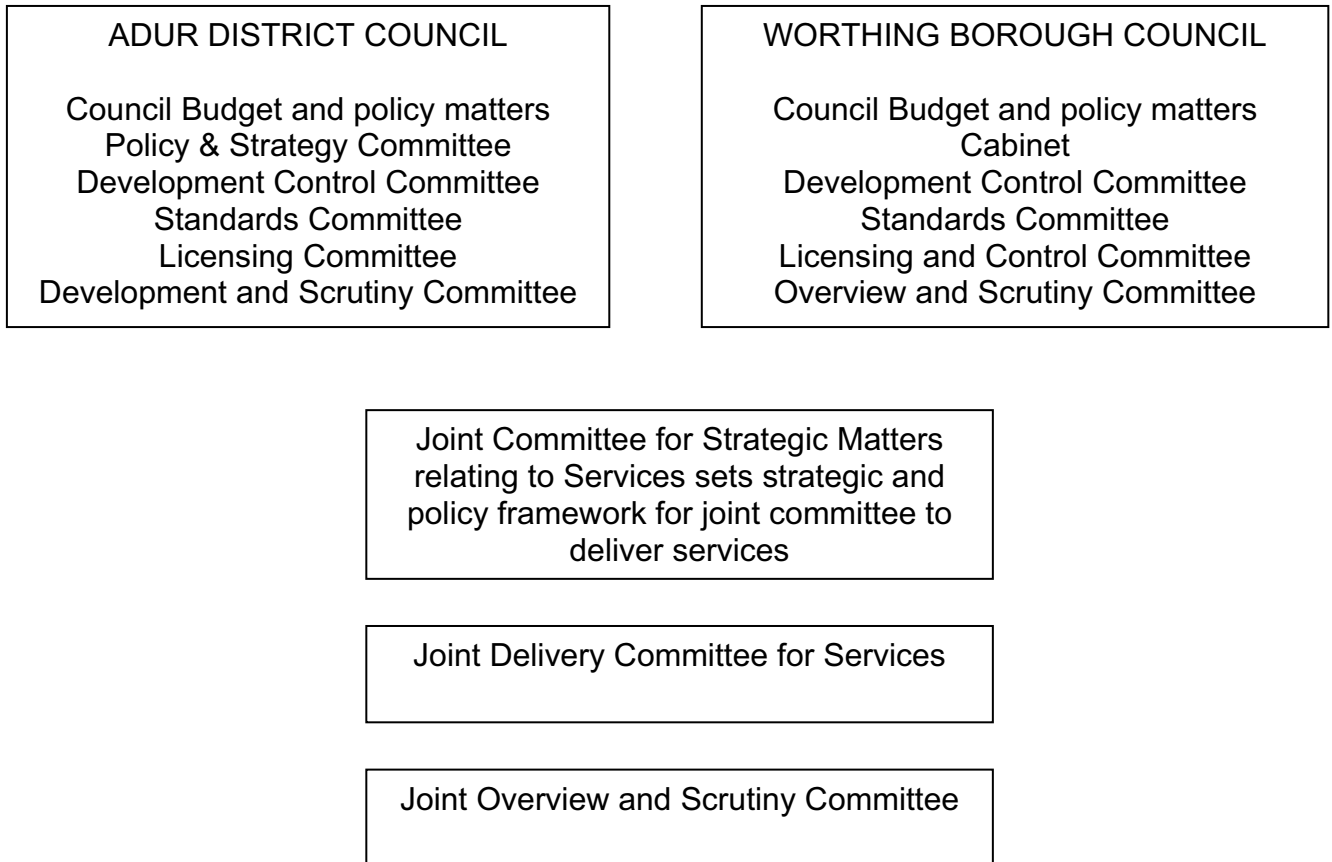 ADUR DISTRICT COUNCIL
Council Budget and policy matters
Policy & Strategy Committee
Development Control Committee
Standards Committee
Licensing Committee
Development and Scrutiny Committee
WORTHING BOROUGH COUNCIL
Council Budget and policy matters
Cabinet
Development Control Committee
Standards Committee
Licensing and Control Committee
Overview and Scrutiny Committee
Joint Committee for Strategic Matters
relating to Services sets strategic and
policy framework for joint committee to
deliver services
Joint Delivery Committee for Services
Joint Overview and Scrutiny Committee